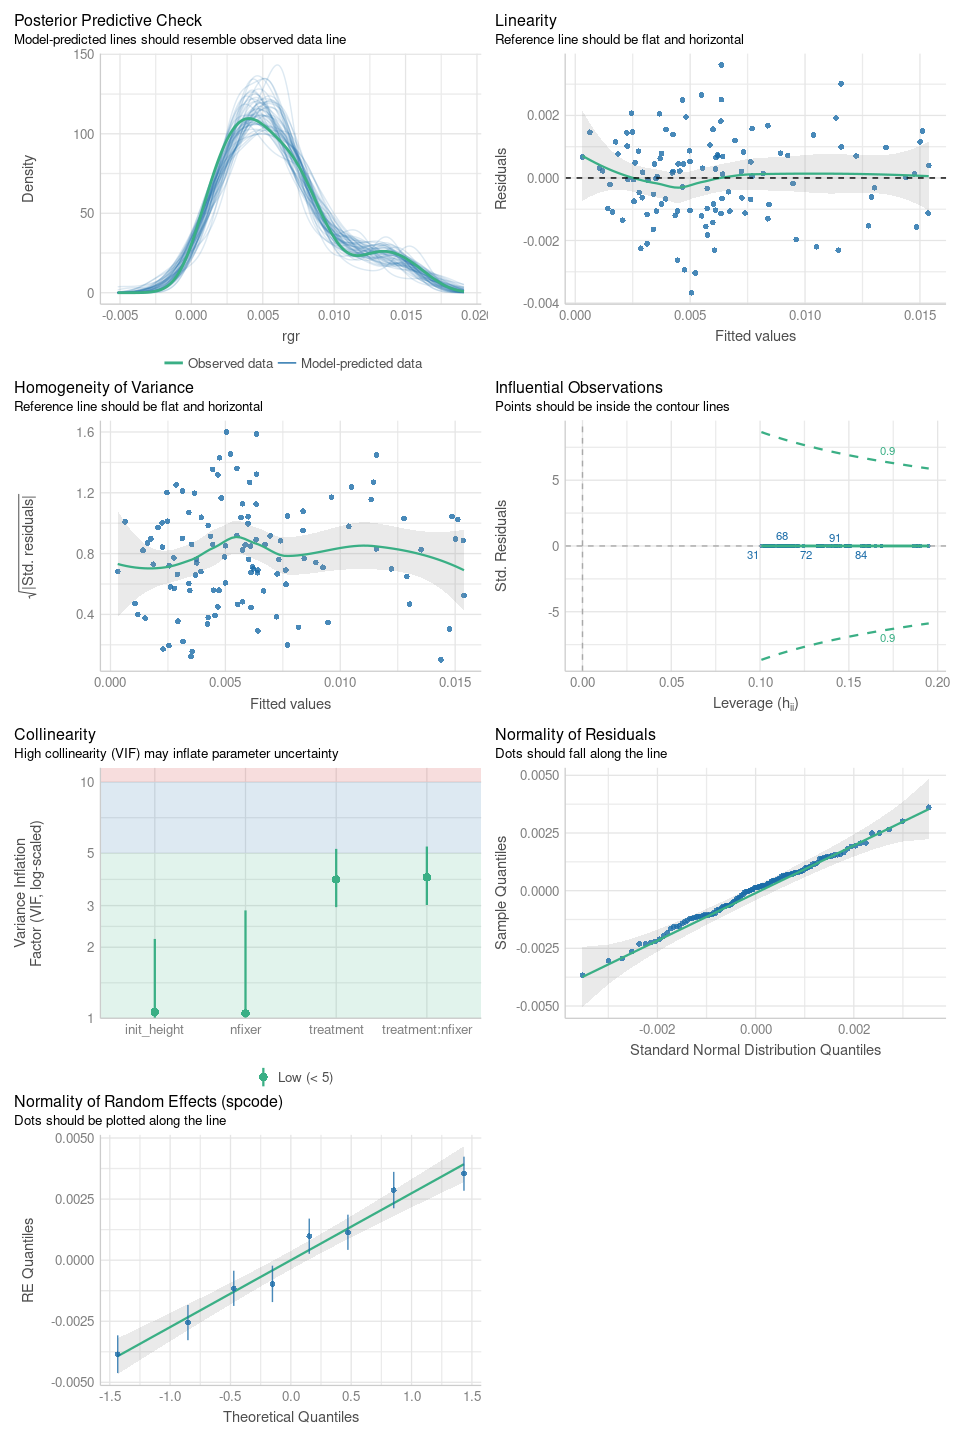 Posterior Predictive Check
Model-predicted lines should resemble observed data line
150
100
50
0
Density
-0.005 0.000 0.005 0.010 0.015 0.020
rgr
Observed data Model-predicted data
Linearity
Reference line should be flat and horizontal
0.002
0.000
-0.002
-0.004
Residuals
0.000 0.005 0.010 0.015
Fitted values
Homogeneity of Variance
Reference line should be flat and horizontal
1.6
1.2
0.8
0.4
√|Std. residuals|
0.000 0.005 0.010 0.015
Fitted values
Influential Observations
Points should be inside the contour lines
0.9
5
68 91
0
31 72 84
-5
0.9
Std. Residuals
0.00 0.05 0.10 0.15 0.20
Leverage (hii)
Collinearity
High collinearity (VIF) may inflate parameter uncertainty
10
5
3
2
1
Variance Inflation
Factor (VIF, log-scaled)
init_height nfixer treatment treatment:nfixer
Low (< 5)
Normality of Residuals
Dots should fall along the line
0.0050
0.0025
0.0000
-0.0025
-0.0050
Sample Quantiles
-0.002 0.000 0.002
Standard Normal Distribution Quantiles
Normality of Random Effects (spcode)
Dots should be plotted along the line
0.0050
0.0025
0.0000
-0.0025
-0.0050
RE Quantiles
-1.5 -1.0 -0.5 0.0 0.5 1.0 1.5
Theoretical Quantiles